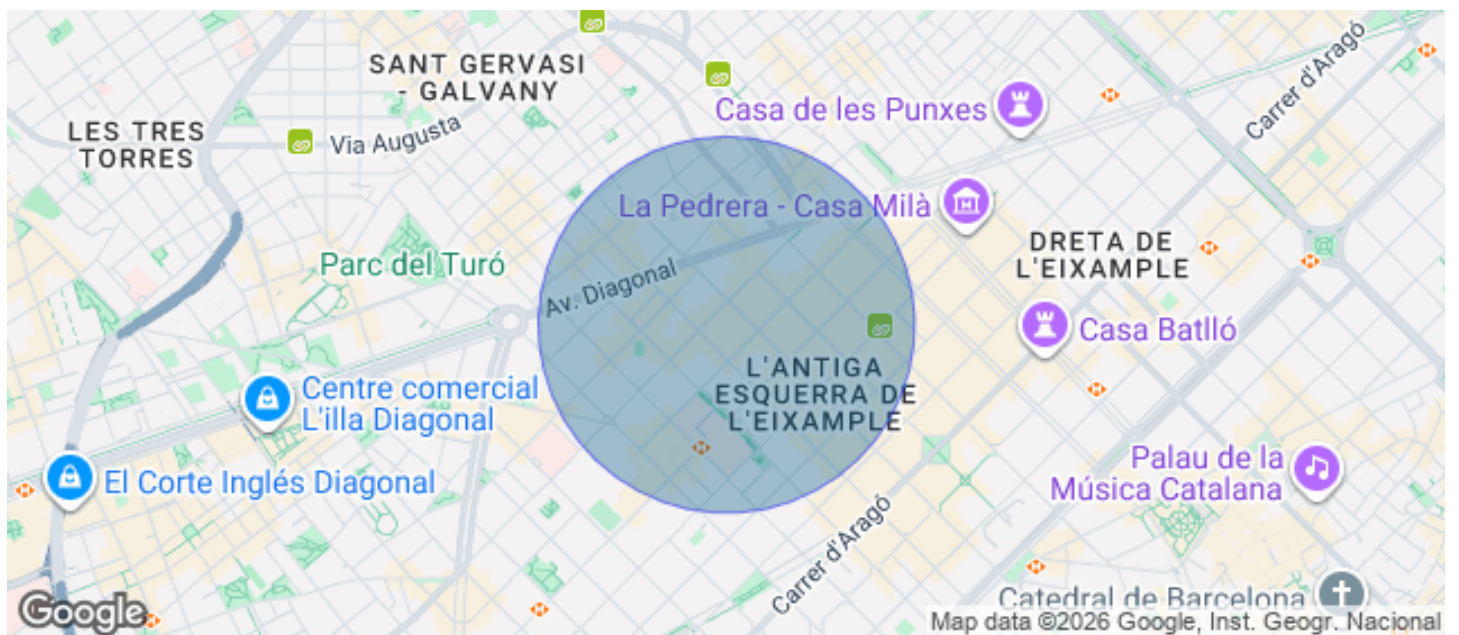 SANT GERVASI
- GALVANY
LES TRES
TORRES
Via Augusta
Casa de les Punxes
Carrer d'Aragó
La Pedrera - Casa Milà
DRETA DE
L'EIXAMPLE
Parc del Turó
Av. Diagonal
Casa Batlló
L'ANTIGA
ESQUERRA DE
L'EIXAMPLE
Centre comercial
L'illa Diagonal
El Corte Inglés Diagonal
Palau de la
Música Catalana
Carrer d'Aragó
Catedral de Barcelona
Google
Map data ©2026 Google, Inst. Geogr. Nacional